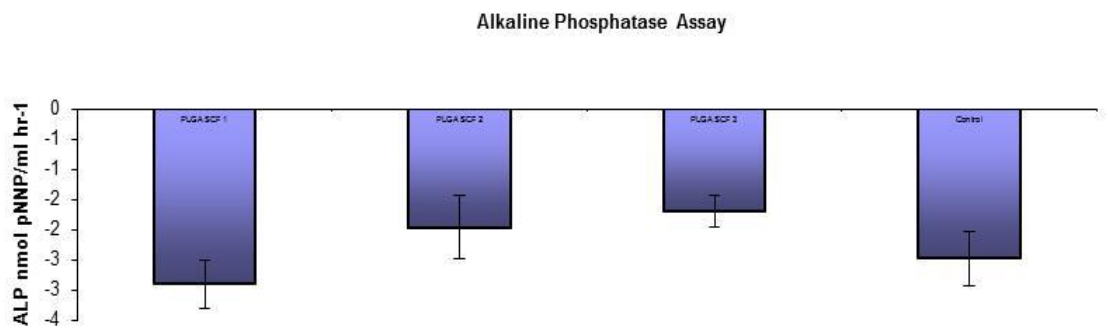 Alkaline Phosphatase Assay
ALP nmol pNNP/ml hr-1
0
-1
-1
-2
-2
-3
-3
-4
PLGA SCF 1
PLGA SCF 2
PLGA SCF 3
Control